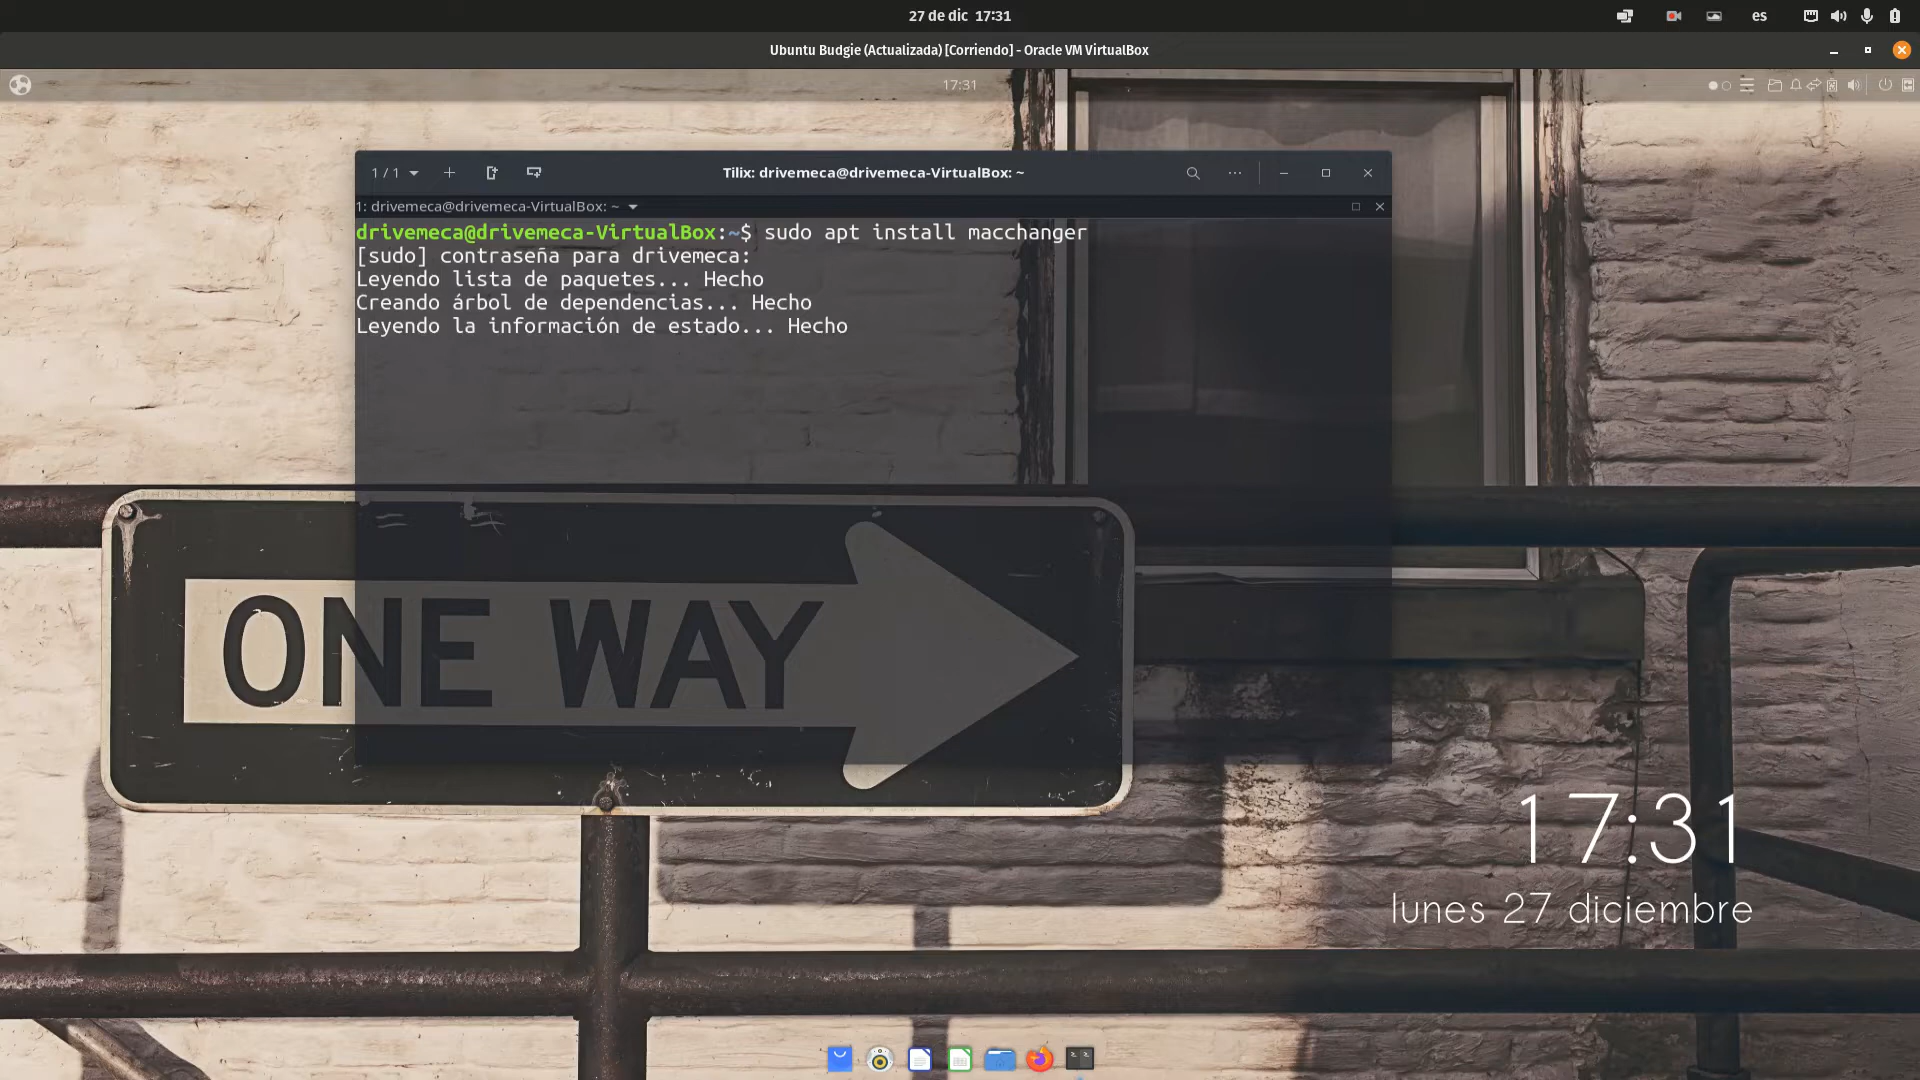 27 de dic 17:31
es
Ubuntu Budgie (Actualizada) [Corriendo] - Oracle VM VirtualBox
17:31
1 / 1
Tilix: drivemeca@drivemeca-VirtualBox: ~
1: drivemeca@drivemeca-VirtualBox: ~
drivemeca@drivemeca-VirtualBox:~$ sudo apt install macchanger
[sudo] contraseña para drivemeca:
Leyendo lista de paquetes... Hecho
Creando árbol de dependencias... Hecho
Leyendo la información de estado... Hecho
ONE WAY
17:31
lunes 27 diciembre